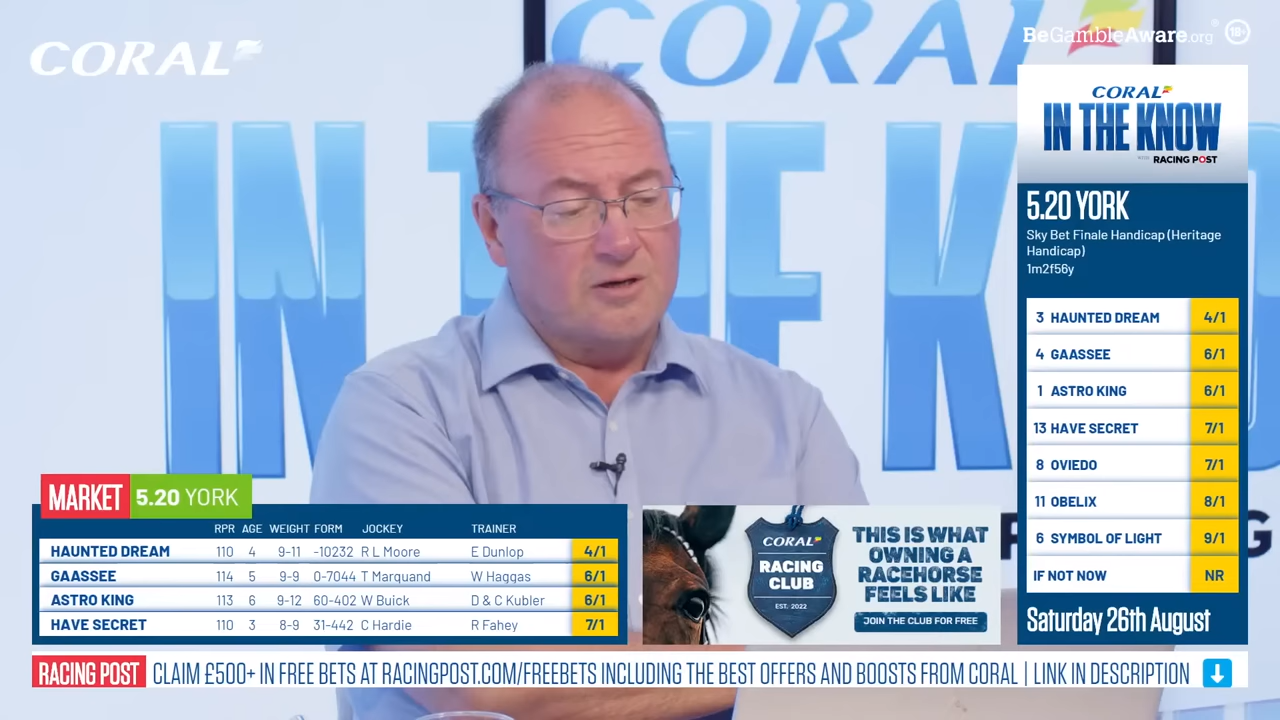 CORAL
CORAL
BeGambleAware.org®
18+
IN THE KNOW
CORAL
IN THE KNOW
WITH RACING POST
5.20 YORK
Sky Bet Finale Handicap (Heritage
Handicap)
1m2f56y
3 HAUNTED DREAM 4/1
4 GAASSEE 6/1
1 ASTRO KING 6/1
13 HAVE SECRET 7/1
8 OVIEDO 7/1
11 OBELIX 8/1
6 SYMBOL OF LIGHT 9/1
IF NOT NOW NR
Saturday 26th August
MARKET 5.20 YORK
RPR AGE WEIGHT FORM JOCKEY TRAINER
HAUNTED DREAM 110 4 9-11 -10232 R L Moore E Dunlop 4/1
GAASSEE 114 5 9-9 0-7044 T Marquand W Haggas 6/1
ASTRO KING 113 6 9-12 60-402 W Buick D & C Kubler 6/1
HAVE SECRET 110 3 8-9 31-442 C Hardie R Fahey 7/1
CORAL
RACING
CLUB
EST. 2022
THIS IS WHAT
OWNING A
RACEHORSE
FEELS LIKE
JOIN THE CLUB FOR FREE
RACING POST CLAIM £500+ IN FREE BETS AT RACINGPOST.COM/FREEBETS INCLUDING THE BEST OFFERS AND BOOSTS FROM CORAL | LINK IN DESCRIPTION